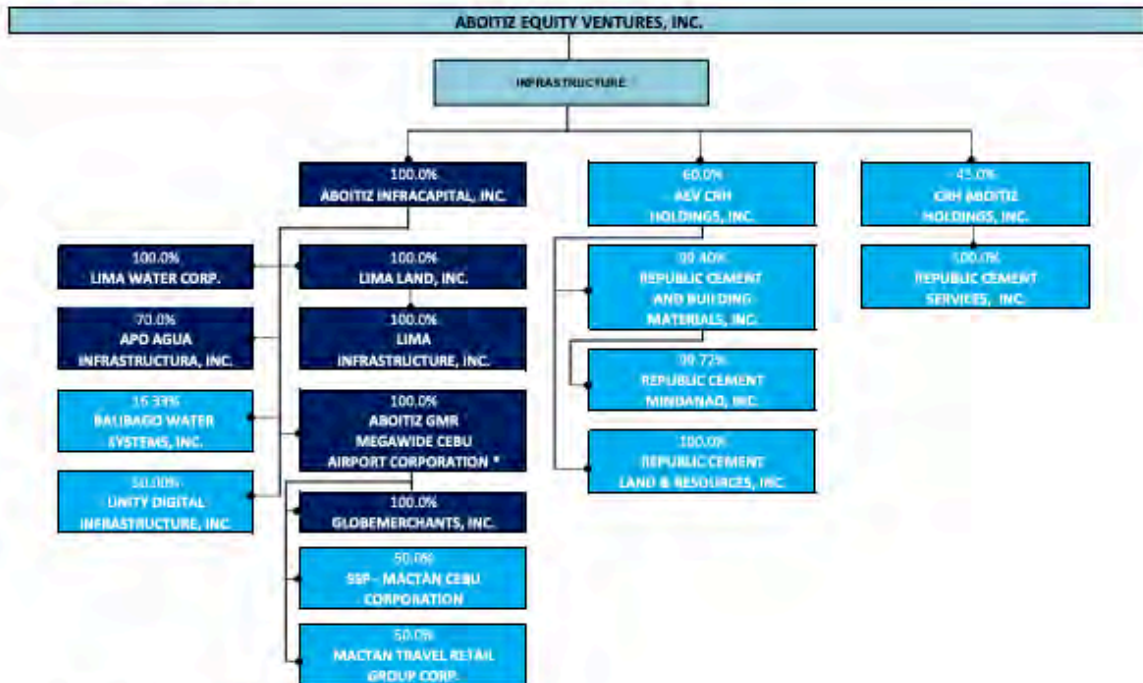 ABOITIZ EQUITY VENTURES, INC.
INFRASTRUCTURE
100.0%
ABOITIZ INFRACAPITAL, INC.
100.0%
LIMA WATER CORP.
100.0%
LIMA LAND, INC.
70.0%
APO AGUA
INFRASTRUCTURA, INC.
100.0%
LIMA
INFRASTRUCTURE, INC.
16.33%
BALIBAGO WATER
SYSTEMS, INC.
100.0%
ABOITIZ GMR
MEGAWIDE CEBU
AIRPORT CORPORATION *
50.00%
UNITY DIGITAL
INFRASTRUCTURE, INC.
100.0%
GLOBEMERCHANTS, INC.
50.0%
SSP - MACTAN CEBU
CORPORATION
50.0%
MACTAN TRAVEL RETAIL
GROUP CORP.
60.0%
AEV CRH
HOLDINGS, INC.
99.40%
REPUBLIC CEMENT
AND BUILDING
MATERIALS, INC.
99.72%
REPUBLIC CEMENT
MINDANAO, INC.
100.0%
REPUBLIC CEMENT
LAND & RESOURCES, INC.
45.0%
CRH ABOITIZ
HOLDINGS, INC.
100.0%
REPUBLIC CEMENT
SERVICES, INC.